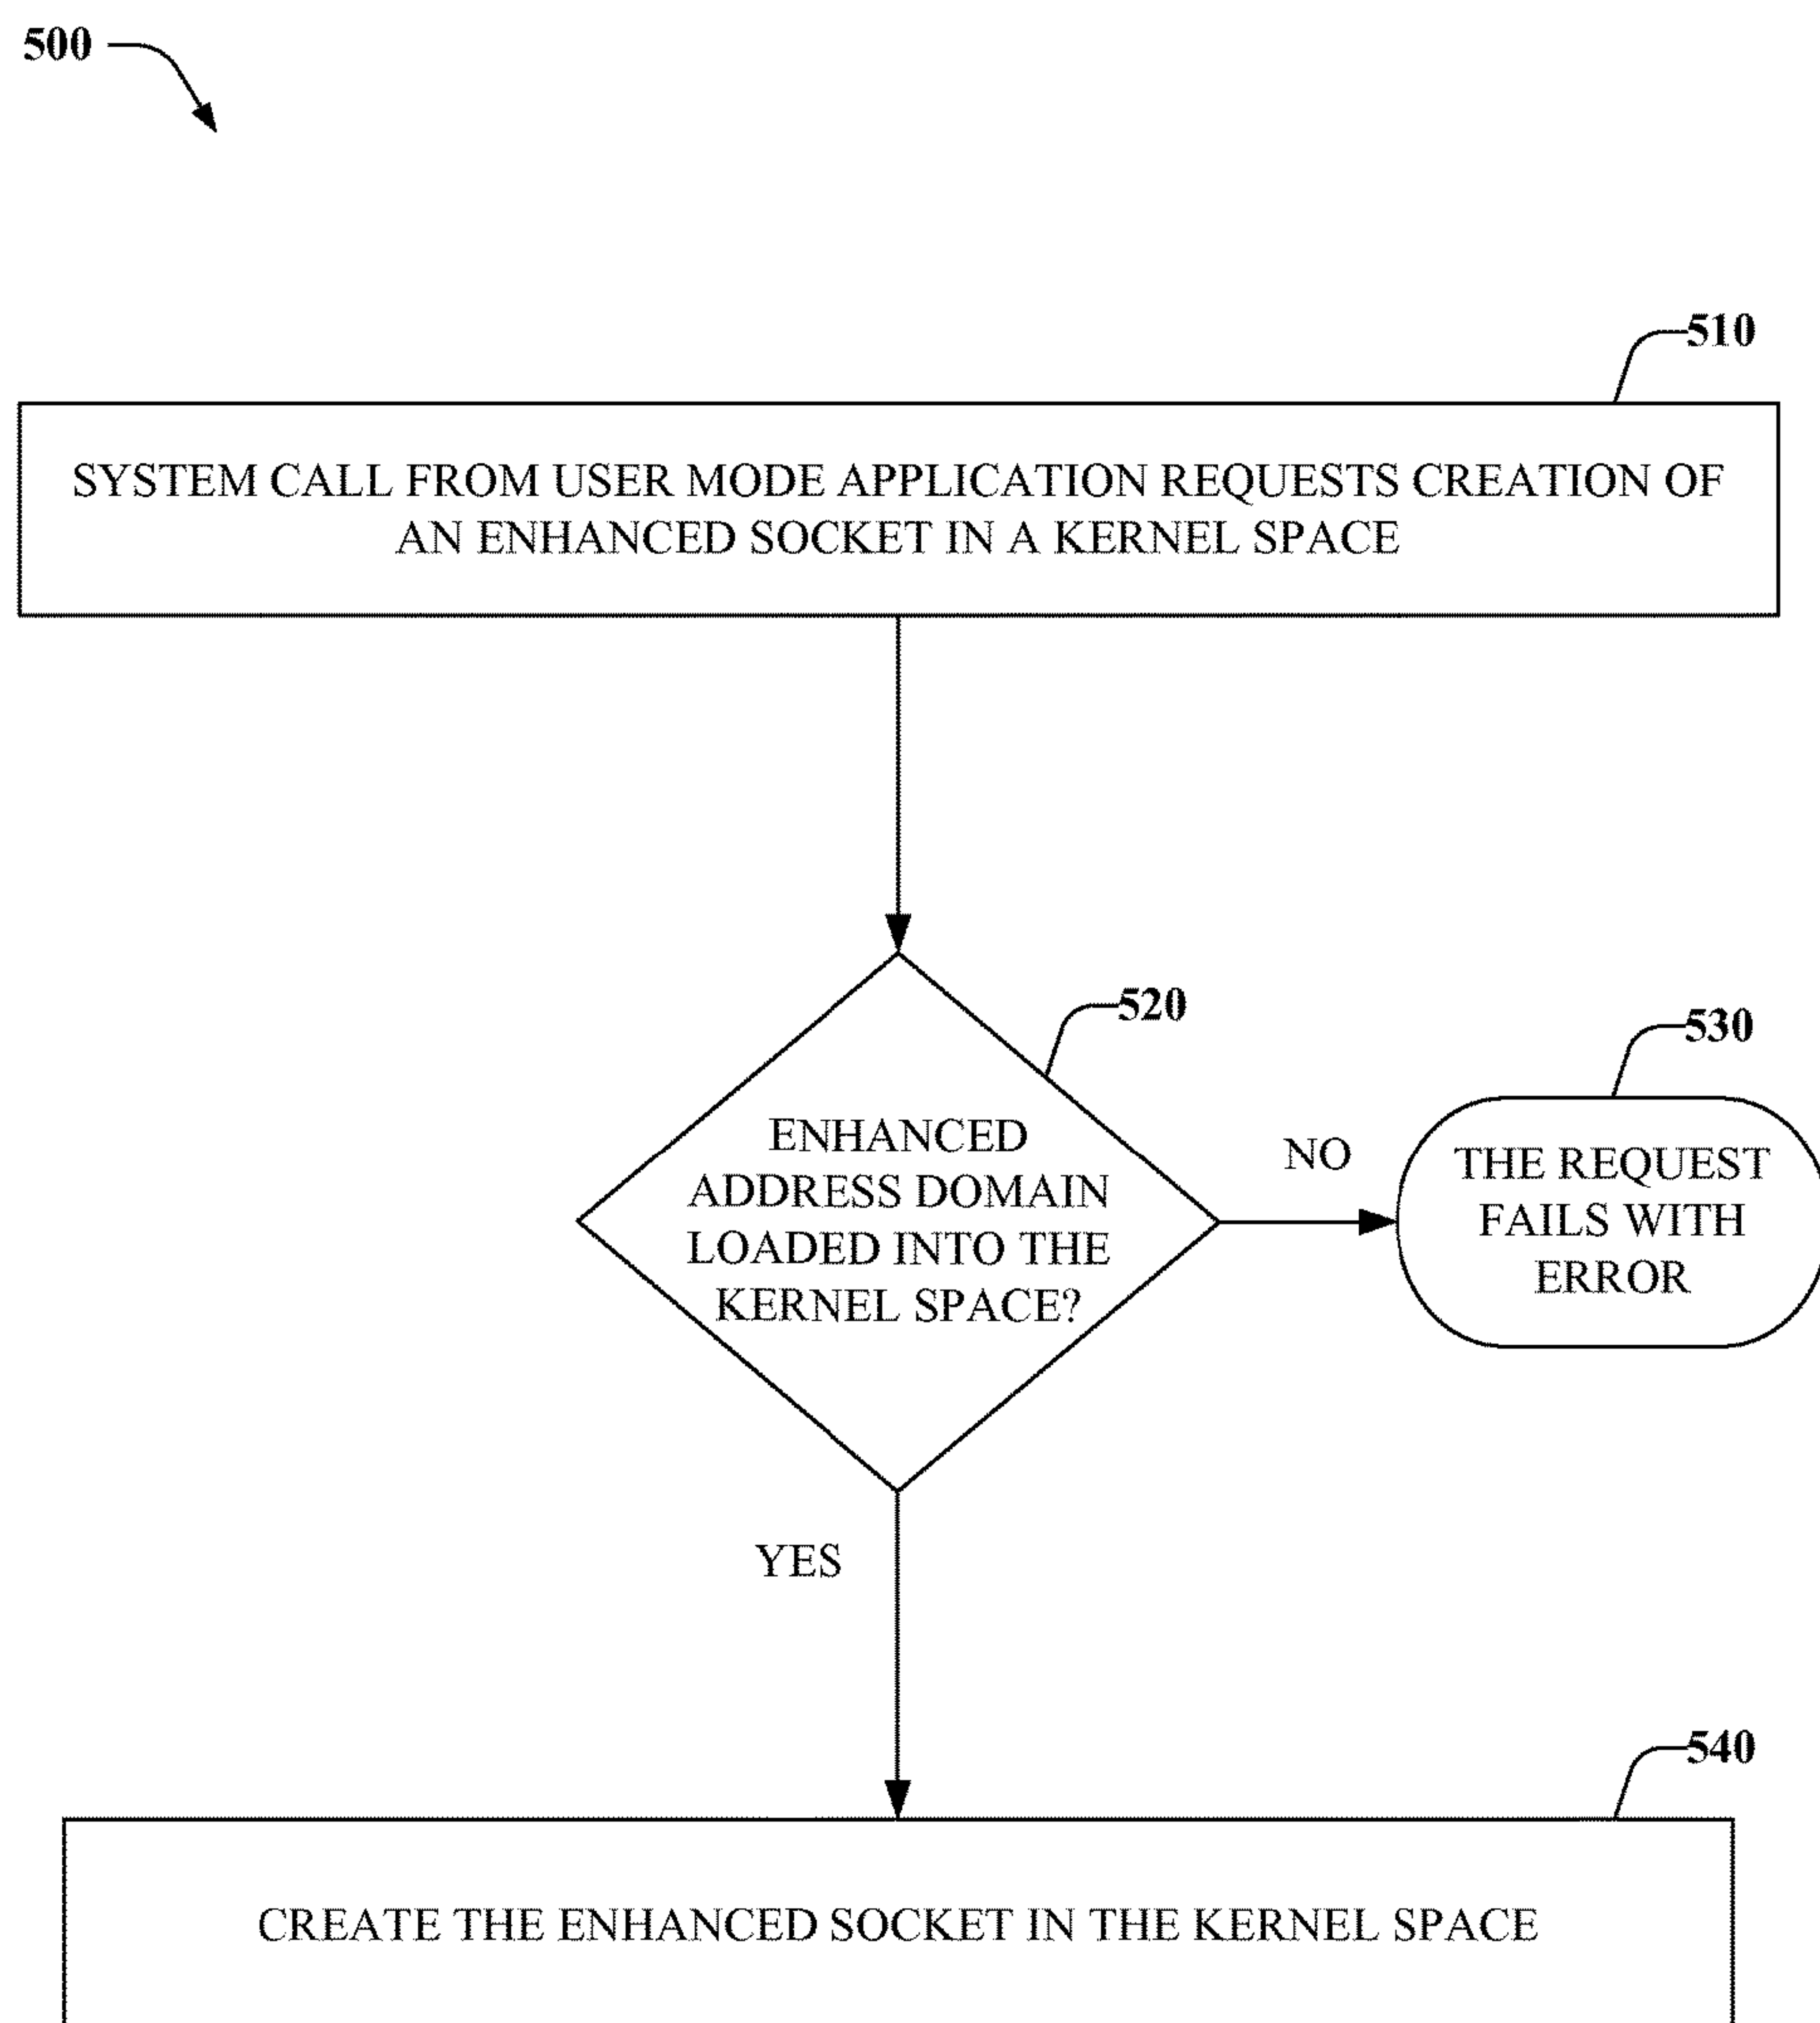 500
510
SYSTEM CALL FROM USER MODE APPLICATION REQUESTS CREATION OF
AN ENHANCED SOCKET IN A KERNEL SPACE
520
530
ENHANCED
ADDRESS DOMAIN
LOADED INTO THE
KERNEL SPACE?
NO
THE REQUEST
FAILS WITH
ERROR
YES
540
CREATE THE ENHANCED SOCKET IN THE KERNEL SPACE